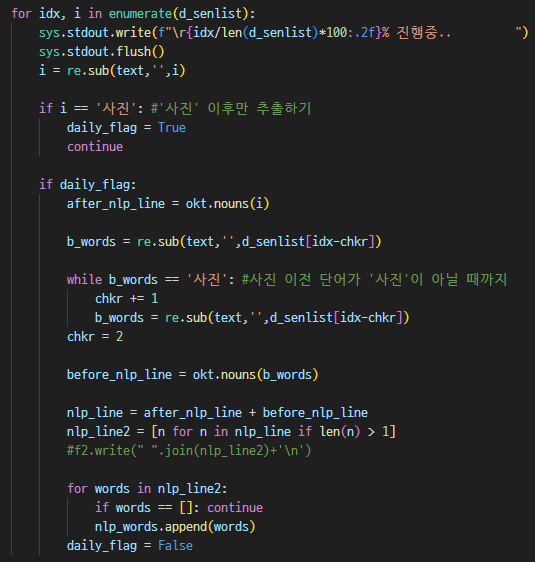 for idx, i in enumerate(d_senlist):
    sys.stdout.write(f"\r{idx/len(d_senlist)*100:.2f}% 진행중..         ")
    sys.stdout.flush()
    i = re.sub(text,'',i)

    if i == '사진': #'사진' 이후만 추출하기
        daily_flag = True
        continue

    if daily_flag:
        after_nlp_line = okt.nouns(i)

        b_words = re.sub(text,'',d_senlist[idx-chkr])

        while b_words == '사진': #사진 이전 단어가 '사진'이 아닐 때까지
            chkr += 1
            b_words = re.sub(text,'',d_senlist[idx-chkr])
        chkr = 2

        before_nlp_line = okt.nouns(b_words)

        nlp_line = after_nlp_line + before_nlp_line
        nlp_line2 = [n for n in nlp_line if len(n) > 1]
        #f2.write(" ".join(nlp_line2)+'\n')

        for words in nlp_line2:
            if words == []: continue
            nlp_words.append(words)
        daily_flag = False